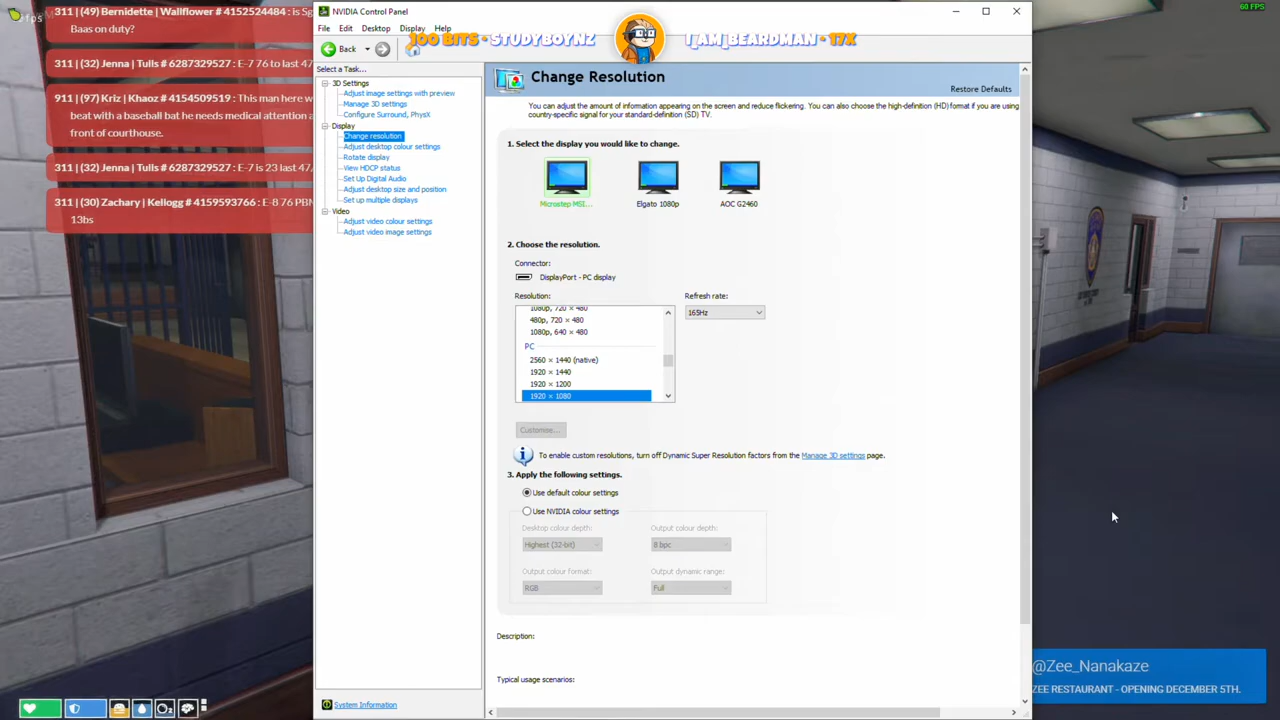 fps
NVIDIA Control Panel
60 FPS
File Edit Desktop Display Help
100 BITS - STUDYBOYNZ
I_AM_BEARDMAN - 17X
Back
Select a Task...
3D Settings
Adjust image settings with preview
Manage 3D settings
Configure Surround, PhysX
Display
Change resolution
Adjust desktop colour settings
Rotate display
View HDCP status
Set Up Digital Audio
Adjust desktop size and position
Set up multiple displays
Video
Adjust video colour settings
Adjust video image settings
System Information
311 | (49) Bernidette | Wallflower # 4152524484 : is Sg
Baas on duty?
311 | (32) Jenna | Tulls # 6287329527 : E-7 76 to last 47
911 | (97) Kriz | Khaoz # 4154509519 : This man here w
beat with a baseball bat he needs medical attention a
front of courthouse.
311 | (32) Jenna | Tulls # 6287329527 : E-7 is 23 last 47
311 | (30) Zachary | Kellogg # 4159593766 : E-8 76 PBN
13bs
Change Resolution
Restore Defaults
You can adjust the amount of information appearing on the screen and reduce flickering. You can also choose the high-definition (HD) format if you are using
country-specific signal for your standard-definition (SD) TV.
1. Select the display you would like to change.
Microstep MSI...
Elgato 1080p
AOC G2460
2. Choose the resolution.
Connector:
DisplayPort - PC display
Resolution:
Refresh rate:
165Hz
1080p, 720 × 480
480p, 720 × 480
1080p, 640 × 480
PC
2560 × 1440 (native)
1920 × 1440
1920 × 1200
1920 × 1080
Customise...
To enable custom resolutions, turn off Dynamic Super Resolution factors from the Manage 3D settings page.
3. Apply the following settings.
Use default colour settings
Use NVIDIA colour settings
Desktop colour depth:
Output colour depth:
Highest (32-bit)
8 bpc
Output colour format:
Output dynamic range:
RGB
Full
Description:
Typical usage scenarios:
@Zee_Nanakaze
ZEE RESTAURANT - OPENING DECEMBER 5TH.
O2